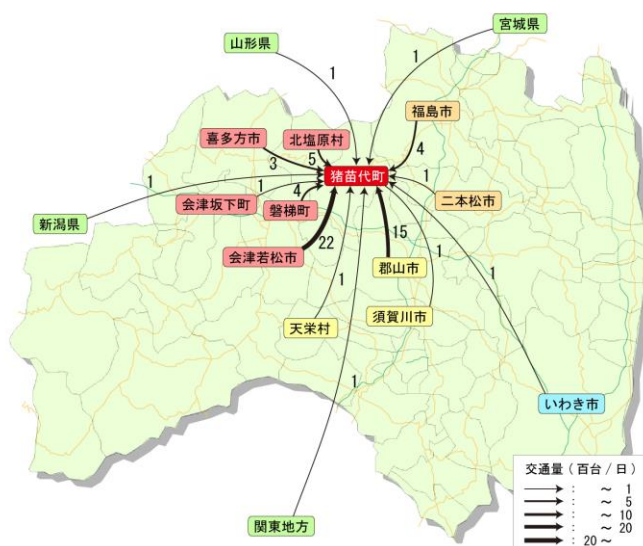 宮城県
山形県
1
1
福島市
喜多方市
北塩原村
4
3
5
猪苗代町
1
1
会津坂下町
1
4
磐梯町
二本松市
新潟県
22
15
会津若松市
郡山市
1
1
1
天栄村
須賀川市
1
いわき市
関東地方
交通量(百台/日)
: ~ 1
: ~ 5
: ~ 10
: ~ 20
: 20 ~